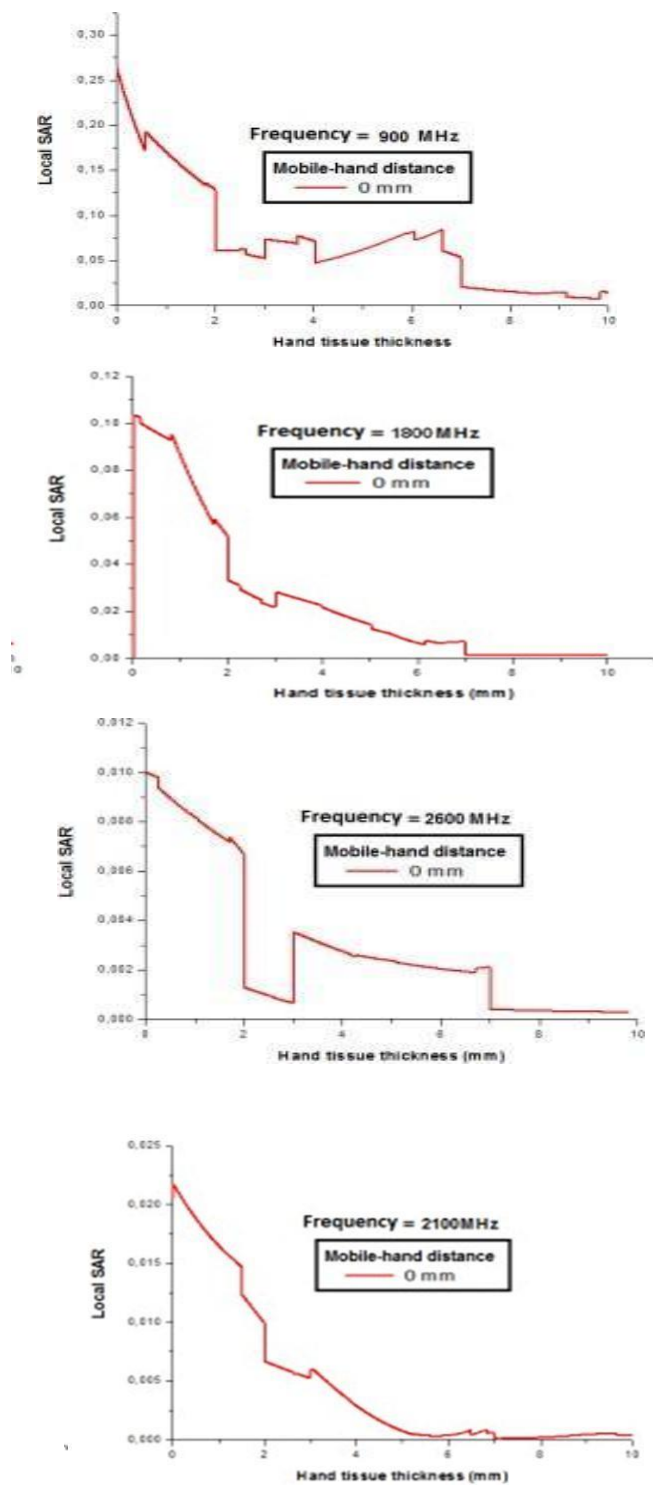 0,30
0,25
0,20
0,15
0,10
0,05
0,00
Local SAR
Frequency = 900 MHz
Mobile-hand distance
0 mm
0 2 4 6 8 10
Hand tissue thickness
0,12
0,10
0,08
0,06
0,04
0,02
0,00
Local SAR
Frequency = 1800MHz
Mobile-hand distance
0 mm
0 2 4 6 8 10
Hand tissue thickness (mm)
0,012
0,010
0,008
0,006
0,004
0,002
0,000
Local SAR
Frequency = 2600 MHz
Mobile-hand distance
0 mm
0 2 4 6 8 10
Hand tissue thickness (mm)
0,025
0,020
0,015
0,010
0,005
0,000
Local SAR
Frequency = 2100MHz
Mobile-hand distance
0 mm
0 2 4 6 8 10
Hand tissue thickness (mm)